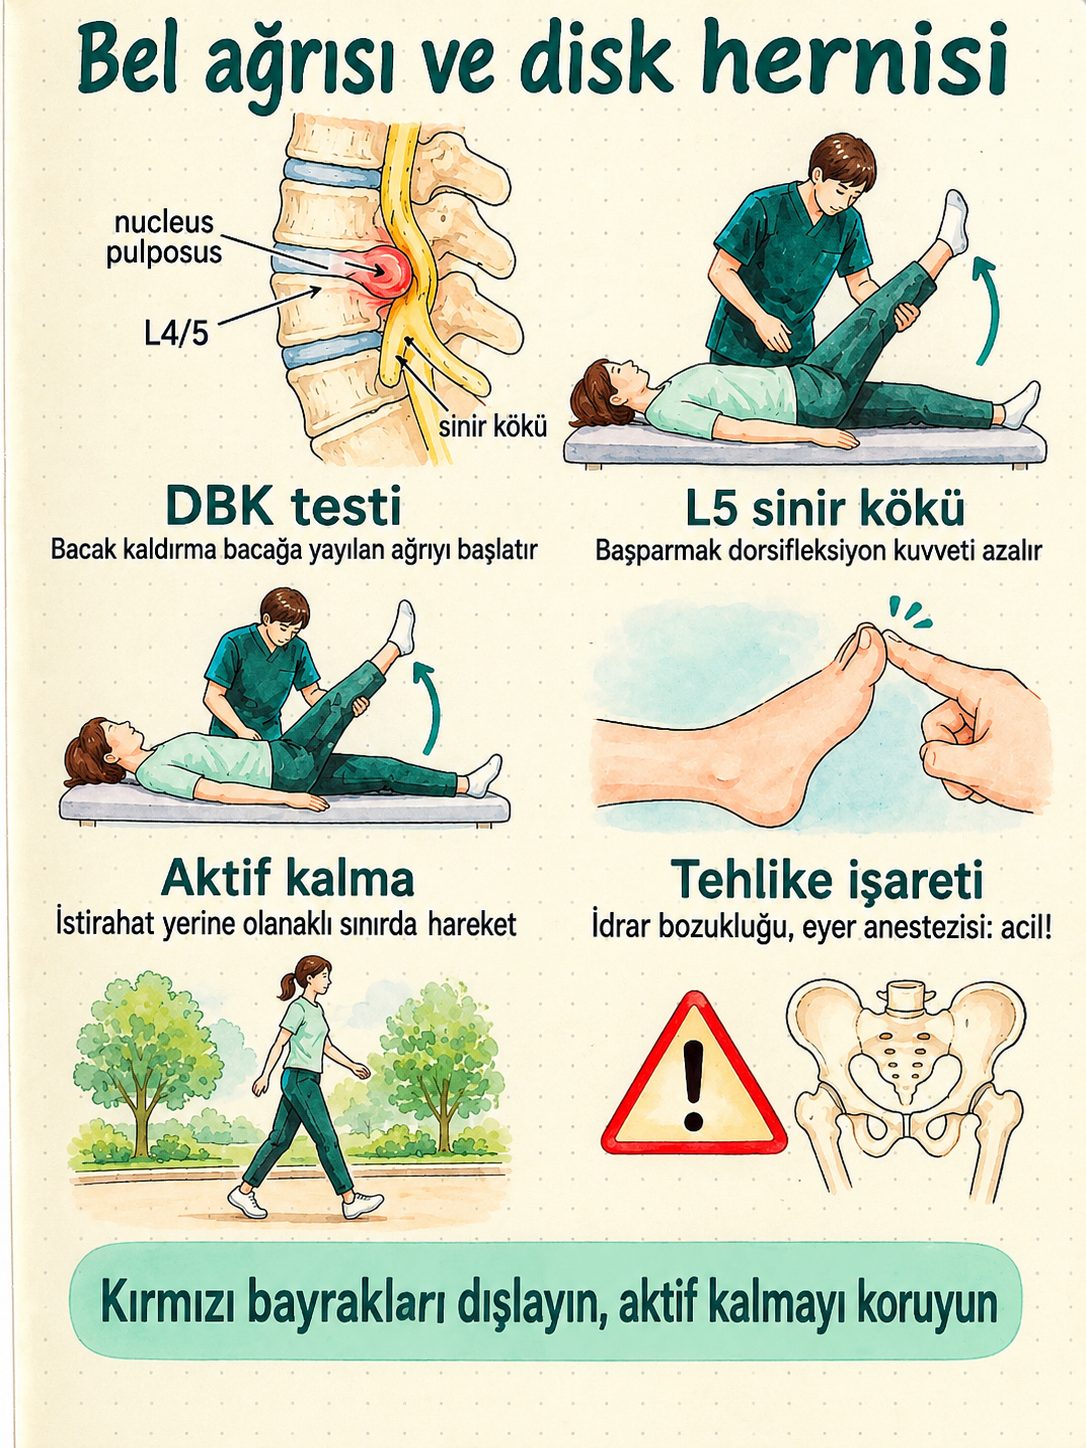 Bel ağrısı ve disk hernisi
nucleus
pulposus
L4/5
sinir kökü
DBK testi
Bacak kaldırma bacağa yayılan ağrıyı başlatır
L5 sinir kökü
Başparmak dorsifleksiyon kuvveti azalır
Aktif kalma
İstirahat yerine olanaklı sınırda hareket
Tehlike işareti
İdrar bozukluğu, eyer anestezisi: acil!
Kırmızı bayrakları dışlayın, aktif kalmayı koruyun